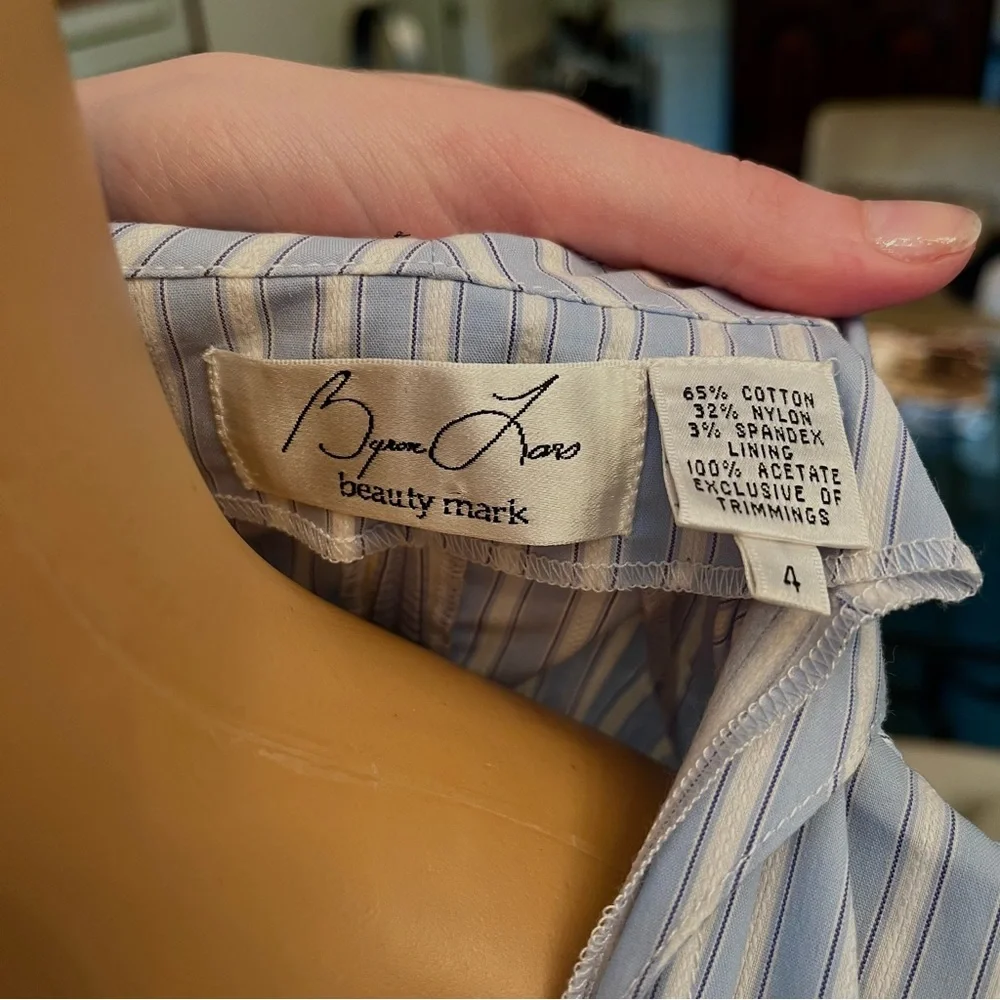 Byron Lars
beauty mark
65% COTTON
32% NYLON
3% SPANDEX
LINING
100% ACETATE
EXCLUSIVE OF
TRIMMINGS
4